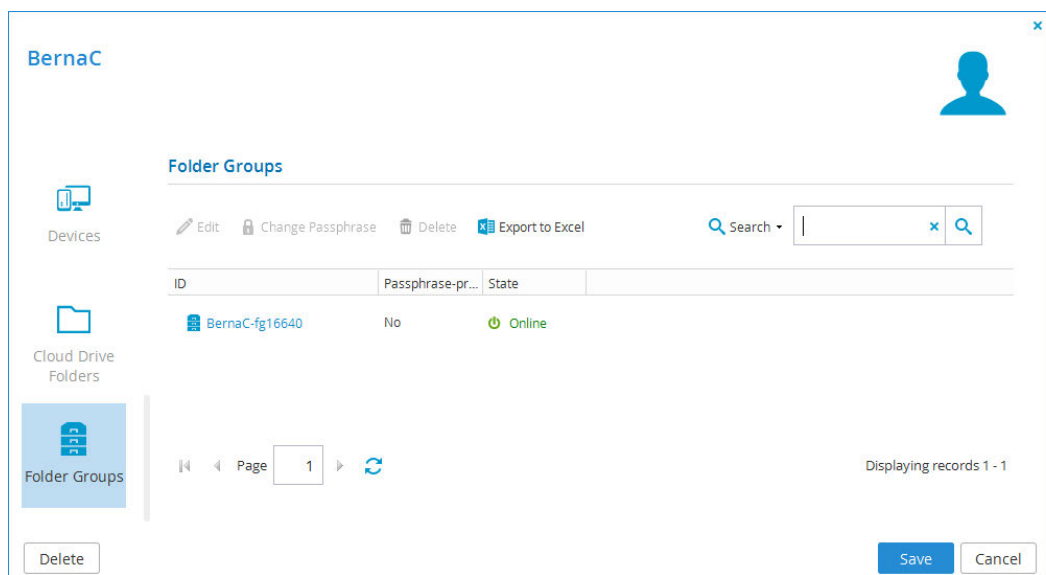 BernaC
Folder Groups
Edit Change Passphrase Delete Export to Excel Search
Devices
ID Passphrase-pr... State
BernaC-fg16640 No Online
Cloud Drive
Folders
Folder Groups
Page 1 Displaying records 1 - 1
Delete Save Cancel